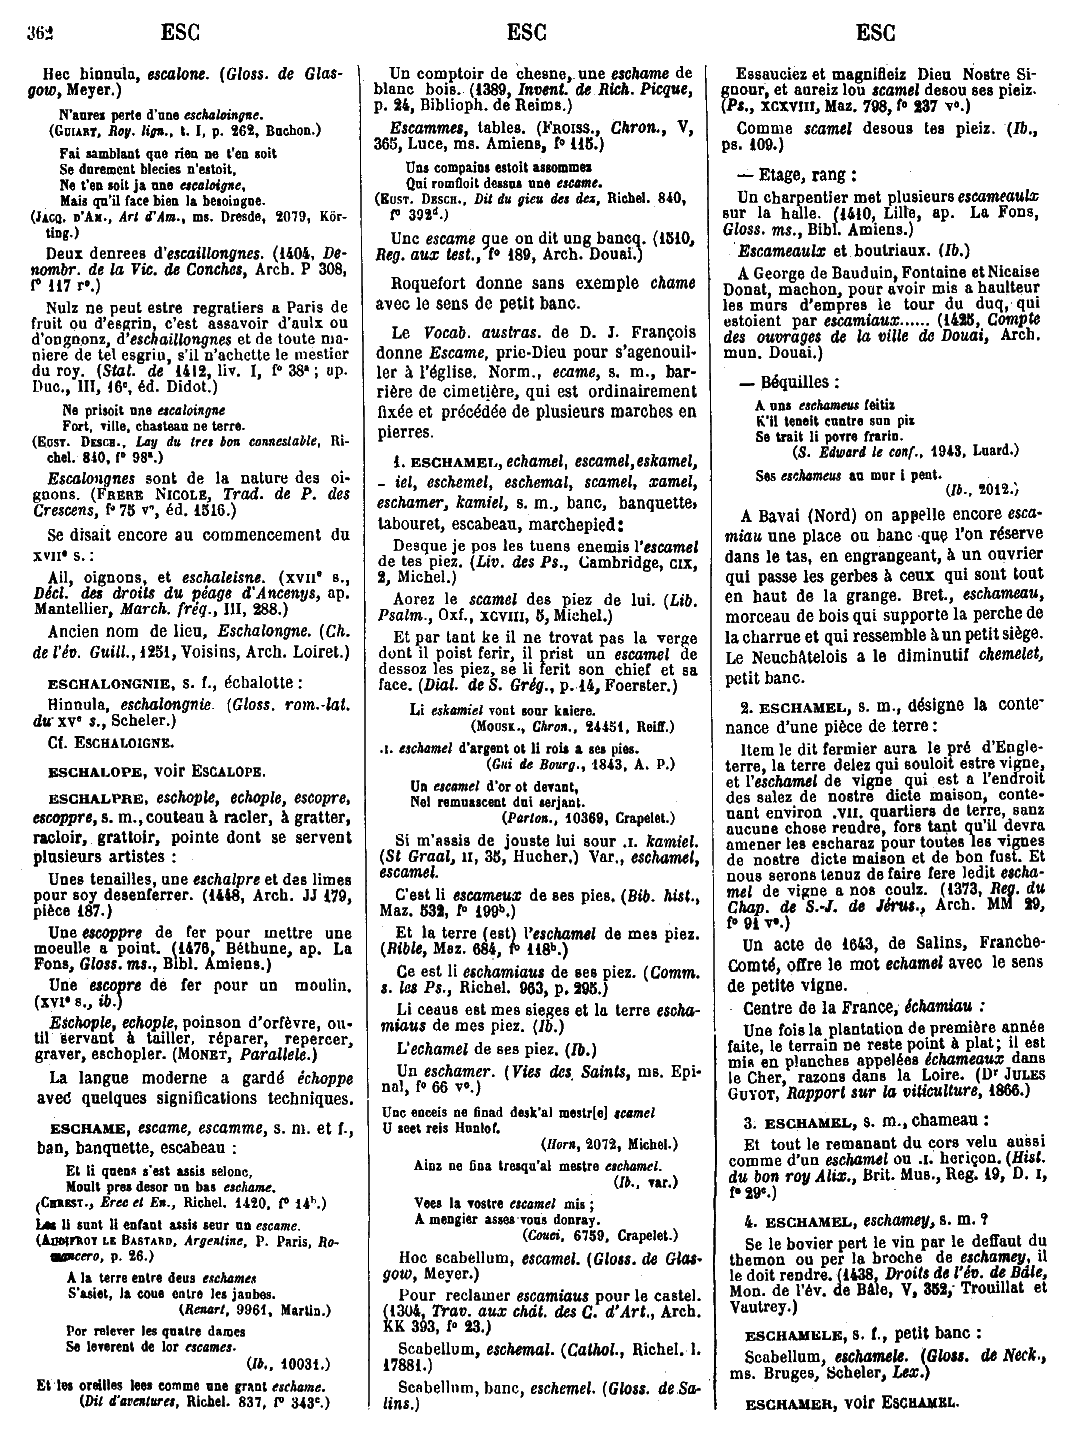 362 ESC ESC ESC
Hec binnula, escalone. (Gloss. de Glas-
gow, Meyer.)
N'aurez perte d'une eschaloingne.
(GUIART, Roy. lign., t. I, p. 262, Buchon.)
Fai samblant que rien ne t'en soit
Se durement blecies n'estoit,
Ne t'en soit ja une escaloigne,
Mais qu'il face bien la besoingne.
(JACQ. D'AM., Art d'Am., ms. Dresde, 2079, Kör-
ting.)
Deux denrees d'escaillongnes. (1404, De-
nombr. de la Vic. de Conches, Arch. P 308,
f° 117 r°.)
Nulz ne peut estre regratiers a Paris de
fruit ou d'esgrin, c'est assavoir d'aulx ou
d'ongnonz, d'eschaillongnes et de toute ma-
niere de tel esgrin, s'il n'achette le mestier
du roy. (Stat. de 1412, liv. I, f° 38ª; ap.
Duc., III, 16ᵉ, éd. Didot.)
Ne prisoit une escaloingne
Fort, ville, chasteau ne terre.
(EUST. DESCH., Lay du tres bon connestable, Ri-
chel. 840, f° 98ª.)
Escalongnes sont de la nature des oi-
gnons. (FRERE NICOLE, Trad. de P. des
Crescens, f° 75 v°, éd. 1516.)
Se disait encore au commencement du
XVIIᵉ s. :
Ail, oignons, et eschaleisne. (XVIIᵉ s.,
Décl. des droits du péage d'Ancenys, ap.
Mantellier, March. fréq., III, 288.)
Ancien nom de lieu, Eschalongne. (Ch.
de l'év. Guill., 1251, Voisins, Arch. Loiret.)
ESCHALONGNIE, s. f., échalotte :
Hinnula, eschalongnie. (Gloss. rom.-lat.
du XVᵉ s., Scheler.)
Cf. ESCHALOIGNE.
ESCHALOPE, voir ESCALOPE.
ESCHALPRE, eschople, echople, escopre,
escoppre, s. m., couteau à racler, à gratter,
racloir, grattoir, pointe dont se servent
plusieurs artistes :
Unes tenailles, une eschalpre et des limes
pour soy desenferrer. (1448, Arch. JJ 179,
pièce 187.)
Une escoppre de fer pour mettre une
moeulle a point. (1476, Béthune, ap. La
Fons, Gloss. ms., Bibl. Amiens.)
Une escopre de fer pour un moulin.
(XVIᵉ s., ib.)
Eschople, echople, poinson d'orfèvre, ou-
til servant à tailler, réparer, repercer,
graver, eschopler. (MONET, Parallele.)
La langue moderne a gardé échoppe
avec quelques significations techniques.
ESCHAME, escame, escamme, s. m. et f.,
ban, banquette, escabeau :
Et li quens s'est assis selonc,
Moult pres desor un bas eschame.
(CHREST., Erec et En., Richel. 1420, f° 14ᵇ.)
Les li sunt li enfant assis seur un escame.
(AUDEFROY LE BASTARD, Argentine, P. Paris, Ro-
mancero, p. 26.)
A la terre entre deus eschames
S'asiet, la coue entre les janbes.
(Renart, 9961, Martin.)
Por relever les quatre dames
Se leverent de lor escames.
(Ib., 10031.)
Et les oreilles lees comme une grant eschame.
(Dit d'aventures, Richel. 837, f° 343ᶜ.)
Un comptoir de chesne, une eschame de
blanc bois. (1389, Invent. de Rich. Picque,
p. 24, Biblioph. de Reims.)
Escammes, tables. (FROISS., Chron., V,
365, Luce, ms. Amiens, f° 115.)
Uns compains estoit assommez
Qui romfloit dessus une escame.
(EUST. DESCH., Dit du gieu des dez, Richel. 840,
f° 392ᵈ.)
Une escame que on dit ung bancq. (1510,
Reg. aux test., f° 189, Arch. Douai.)
Roquefort donne sans exemple chame
avec le sens de petit banc.
Le Vocab. austras. de D. J. François
donne Escame, prie-Dieu pour s'agenouil-
ler à l'église. Norm., ecame, s. m., bar-
rière de cimetière, qui est ordinairement
fixée et précédée de plusieurs marches en
pierres.
1. ESCHAMEL, echamel, escamel, eskamel,
- iel, eschemel, eschemal, scamel, xamel,
eschamer, kamiel, s. m., banc, banquette,
tabouret, escabeau, marchepied :
Desque je pos les tuens enemis l'escamel
de tes piez. (Liv. des Ps., Cambridge, CIX,
2, Michel.)
Aorez le scamel des piez de lui. (Lib.
Psalm., Oxf., XCVIII, 5, Michel.)
Et par tant ke il ne trovat pas la verge
dont il poist ferir, il prist un escamel de
dessoz les piez, se li ferit son chief et sa
face. (Dial. de S. Grég., p. 14, Foerster.)
Li eskamiel vont sour kaiere.
(MOUSK., Chron., 24451, Reiff.)
.I. eschamel d'argent ot li rois a ses pies.
(Gui de Bourg., 1843, A. P.)
Un escamel d'or ot devant,
Nel remuascent dui serjant.
(Parton., 10369, Crapelet.)
Si m'assis de jouste lui sour .I. kamiel.
(St Graal, II, 35, Hucher.) Var., eschamel,
escamel.
C'est li escameux de ses pies. (Bib. hist.,
Maz. 532, f° 199ᵇ.)
Et la terre (est) l'eschamel de mes piez.
(Bible, Maz. 684, f° 118ᵇ.)
Ce est li eschamiaus de ses piez. (Comm.
s. les Ps., Richel. 963, p. 295.)
Li ceaus est mes sieges et la terre escha-
miaus de mes piez. (Ib.)
L'echamel de ses piez. (Ib.)
Un eschamer. (Vies des Saints, ms. Epi-
nal, f° 66 v°.)
Unc enceis ne finad desk'al mestr[e] scamel
U seet reis Hunlof.
(Horn, 2072, Michel.)
Ainz ne fina tresqu'al mestre eschamel.
(Ib., var.)
Vees la vostre escamel mis ;
A mengier asses vous donray.
(Couci, 6759, Crapelet.)
Hoc scabellum, escamel. (Gloss. de Glas-
gow, Meyer.)
Pour reclamer escamiaus pour le castel.
(1304, Trav. aux chât. des C. d'Art., Arch.
KK 393, f° 23.)
Scabellum, eschemal. (Cathol., Richel. l.
17881.)
Scabellum, banc, eschemel. (Gloss. de Sa-
lins.)
Essauciez et magnifiez Dieu Nostre Si-
gnour, et aureiz lou scamel desou ses pieiz.
(Ps., XCXVIII, Maz. 798, f° 237 v°.)
Comme scamel desous tes pieiz. (Ib.,
ps. 109.)
— Etage, rang :
Un charpentier met plusieurs escameaulx
sur la halle. (1410, Lille, ap. La Fons,
Gloss. ms., Bibl. Amiens.)
Escameaulx et boutriaux. (Ib.)
A George de Bauduin, Fontaine et Nicaise
Donat, machon, pour avoir mis a haulteur
les murs d'empres le tour du duq, qui
estoient par escamiaux...... (1425, Compte
des ouvrages de la ville de Douai, Arch.
mun. Douai.)
— Béquilles :
A uns eschameus feitiz
K'il teneit cuntre sun piz
Se trait li povre frarin.
(S. Edward le conf., 1943, Luard.)
Ses eschameus au mur i pent.
(Ib., 2012.)
A Bavai (Nord) on appelle encore esca-
miau une place ou banc que l'on réserve
dans le tas, en engrangeant, à un ouvrier
qui passe les gerbes à ceux qui sont tout
en haut de la grange. Bret., eschameau,
morceau de bois qui supporte la perche de
la charrue et qui ressemble à un petit siège.
Le Neuchâtelois a le diminutif chemelet,
petit banc.
2. ESCHAMEL, s. m., désigne la conte-
nance d'une pièce de terre :
Item le dit fermier aura le pré d'Engle-
terre, la terre delez qui souloit estre vigne,
et l'eschamel de vigne qui est a l'endroit
des salez de nostre dicte maison, conte-
nant environ .VII. quartiers de terre, sanz
aucune chose rendre, fors tant qu'il devra
amener les escharaz pour toutes les vignes
de nostre dicte maison et de bon fust. Et
nous serons tenuz de faire fere ledit escha-
mel de vigne a nos coulz. (1373, Reg. du
Chap. de S.-J. de Jérus., Arch. MM 29,
f° 91 v°.)
Un acte de 1643, de Salins, Franche-
Comté, offre le mot echamel avec le sens
de petite vigne.
Centre de la France, échamiau :
Une fois la plantation de première année
faite, le terrain ne reste point à plat ; il est
mis en planches appelées échameaux dans
le Cher, razons dans la Loire. (Dʳ JULES
GUYOT, Rapport sur la viticulture, 1866.)
3. ESCHAMEL, s. m., chameau :
Et tout le remanant du cors velu aussi
comme d'un eschamel ou .I. heriçon. (Hist.
du bon roy Alix., Brit. Mus., Reg. 19, D. I,
f° 29ᶜ.)
4. ESCHAMEL, eschamey, s. m. ?
Se le bovier pert le vin par le deffaut du
themon ou per la broche de eschamey, il
le doit rendre. (1438, Droits de l'év. de Bâle,
Mon. de l'év. de Bâle, V, 352, Trouillat et
Vautrey.)
ESCHAMELE, s. f., petit banc :
Scabellum, eschamele. (Gloss. de Neck.,
ms. Bruges, Scheler, Lex.)
ESCHAMER, voir ESCHAMEL.